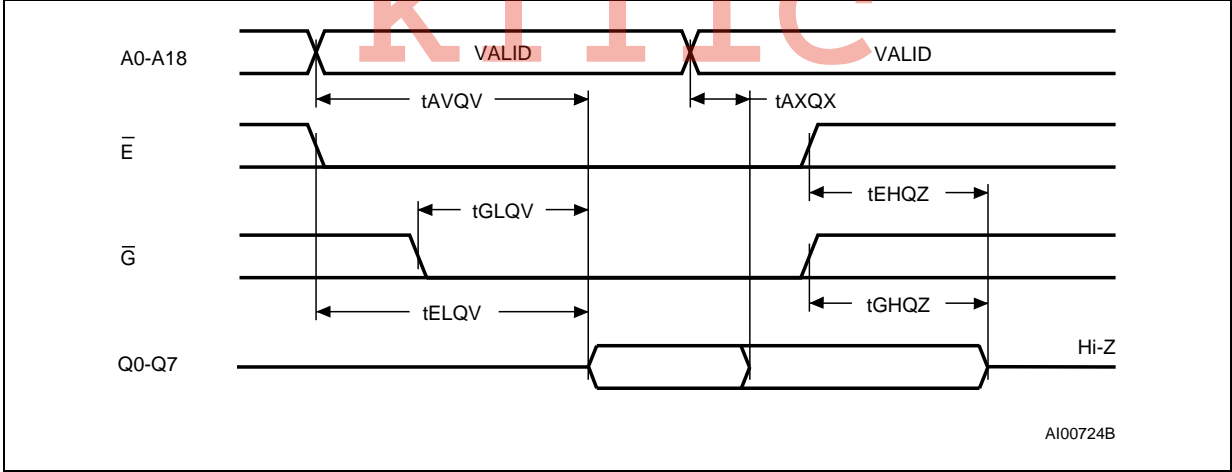 A0-A18
VALID
VALID
tAVQV
tAXQX
E̅
tEHQZ
tGLQV
G̅
tELQV
tGHQZ
Q0-Q7
Hi-Z
AI00724B